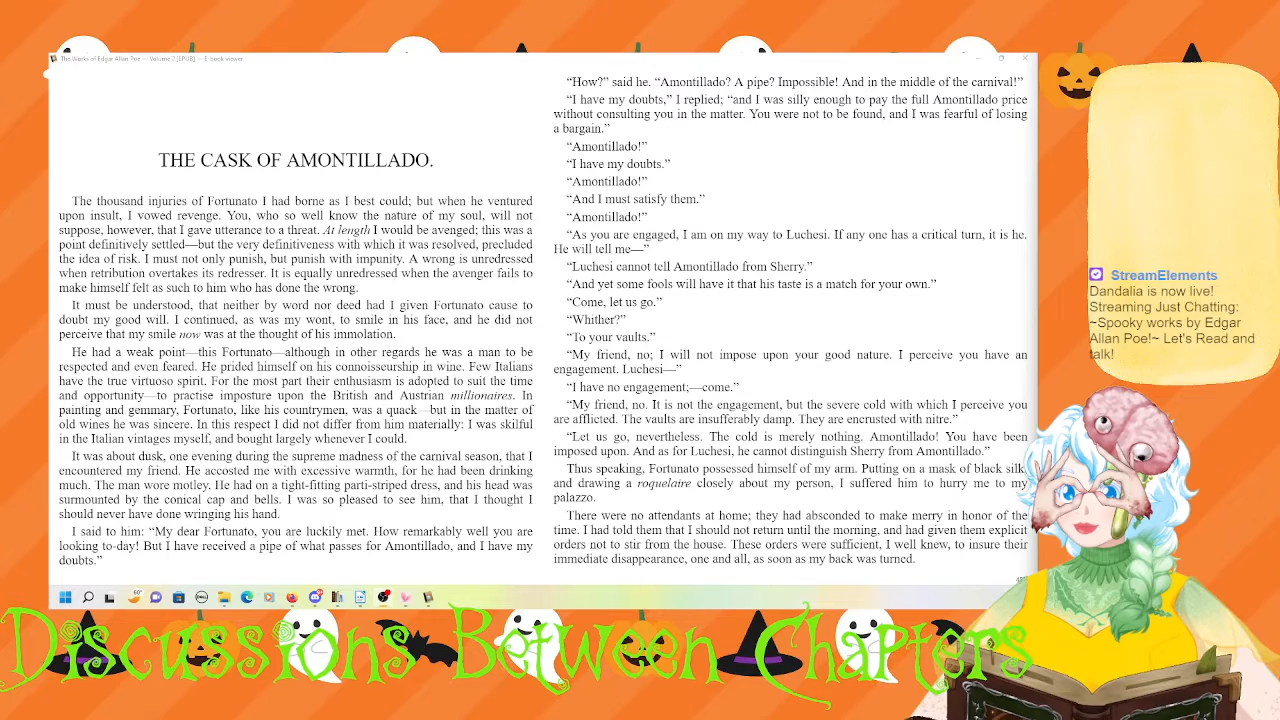 The Works of Edgar Allan Poe — Volume 2 [EPUB] — E-book viewer
THE CASK OF AMONTILLADO.
The thousand injuries of Fortunato I had borne as I best could; but when he ventured
upon insult, I vowed revenge. You, who so well know the nature of my soul, will not
suppose, however, that I gave utterance to a threat. At length I would be avenged; this was a
point definitively settled—but the very definitiveness with which it was resolved, precluded
the idea of risk. I must not only punish, but punish with impunity. A wrong is unredressed
when retribution overtakes its redresser. It is equally unredressed when the avenger fails to
make himself felt as such to him who has done the wrong.
It must be understood, that neither by word nor deed had I given Fortunato cause to
doubt my good will. I continued, as was my wont, to smile in his face, and he did not
perceive that my smile now was at the thought of his immolation.
He had a weak point—this Fortunato—although in other regards he was a man to be
respected and even feared. He prided himself on his connoisseurship in wine. Few Italians
have the true virtuoso spirit. For the most part their enthusiasm is adopted to suit the time
and opportunity—to practise imposture upon the British and Austrian millionaires. In
painting and gemmary, Fortunato, like his countrymen, was a quack—but in the matter of
old wines he was sincere. In this respect I did not differ from him materially: I was skilful
in the Italian vintages myself, and bought largely whenever I could.
It was about dusk, one evening during the supreme madness of the carnival season, that I
encountered my friend. He accosted me with excessive warmth, for he had been drinking
much. The man wore motley. He had on a tight-fitting parti-striped dress, and his head was
surmounted by the conical cap and bells. I was so pleased to see him, that I thought I
should never have done wringing his hand.
I said to him: “My dear Fortunato, you are luckily met. How remarkably well you are
looking to-day! But I have received a pipe of what passes for Amontillado, and I have my
doubts.”
“How?” said he. “Amontillado? A pipe? Impossible! And in the middle of the carnival!”
“I have my doubts,” I replied; “and I was silly enough to pay the full Amontillado price
without consulting you in the matter. You were not to be found, and I was fearful of losing
a bargain.”
“Amontillado!”
“I have my doubts.”
“Amontillado!”
“And I must satisfy them.”
“Amontillado!”
“As you are engaged, I am on my way to Luchesi. If any one has a critical turn, it is he.
He will tell me—”
“Luchesi cannot tell Amontillado from Sherry.”
“And yet some fools will have it that his taste is a match for your own.”
“Come, let us go.”
“Whither?”
“To your vaults.”
“My friend, no; I will not impose upon your good nature. I perceive you have an
engagement. Luchesi—”
“I have no engagement;—come.”
“My friend, no. It is not the engagement, but the severe cold with which I perceive you
are afflicted. The vaults are insufferably damp. They are encrusted with nitre.”
“Let us go, nevertheless. The cold is merely nothing. Amontillado! You have been
imposed upon. And as for Luchesi, he cannot distinguish Sherry from Amontillado.”
Thus speaking, Fortunato possessed himself of my arm. Putting on a mask of black silk
and drawing a roquelaire closely about my person, I suffered him to hurry me to my
palazzo.
There were no attendants at home; they had absconded to make merry in honor of the
time. I had told them that I should not return until the morning, and had given them explicit
orders not to stir from the house. These orders were sufficient, I well knew, to insure their
immediate disappearance, one and all, as soon as my back was turned.
60°
DELL
StreamElements
Dandalia is now live!
Streaming Just Chatting:
~Spooky works by Edgar
Allan Poe!~ Let's Read and
talk!
Discussions Between Chapters